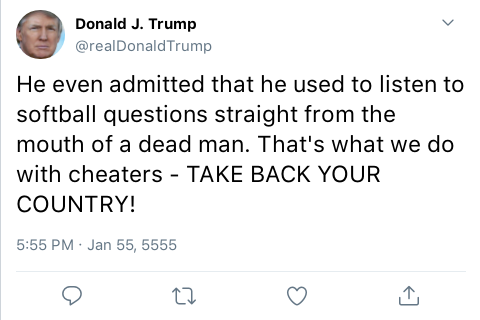 Donald J. Trump
@realDonaldTrump
He even admitted that he used to listen to
softball questions straight from the
mouth of a dead man. That's what we do
with cheaters - TAKE BACK YOUR
COUNTRY!
5:55 PM · Jan 55, 5555